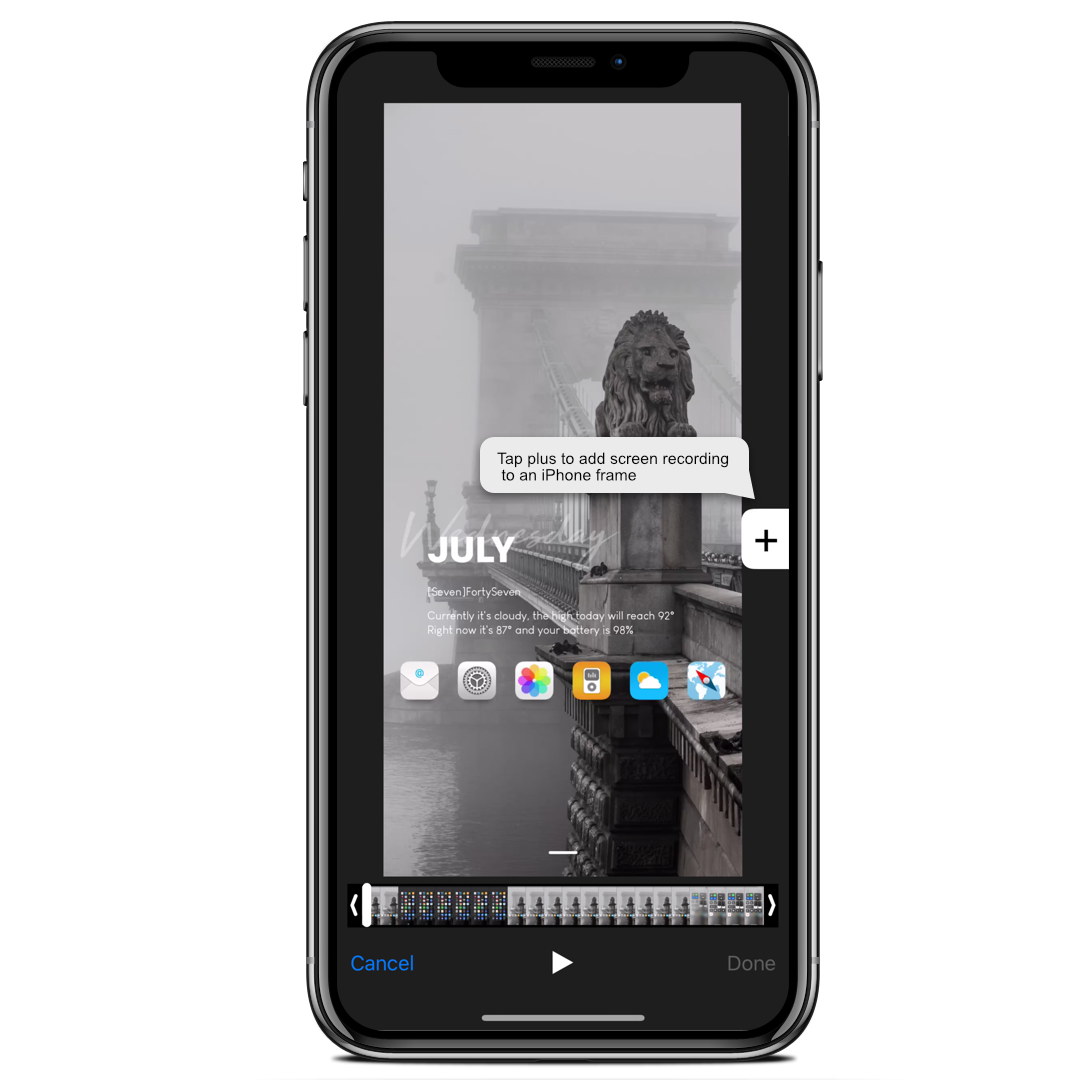 Tap plus to add screen recording
to an iPhone frame
+
Wednesday
JULY
[Seven]FortySeven
Currently it's cloudy, the high today will reach 92°
Right now it's 87° and your battery is 98%
Cancel
Done